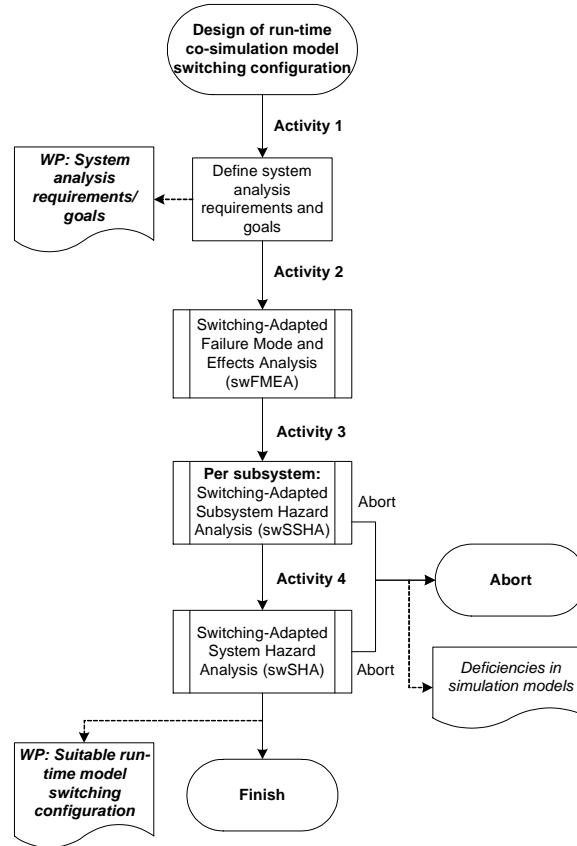 Design of run-time
co-simulation model
switching configuration
Activity 1
WP: System
analysis
requirements/
goals
Define system
analysis
requirements and
goals
Activity 2
Switching-Adapted
Failure Mode and
Effects Analysis
(swFMEA)
Activity 3
Per subsystem:
Switching-Adapted
Subsystem Hazard
Analysis (swSSHA)
Abort
Activity 4
Abort
Switching-Adapted
System Hazard
Analysis (swSHA)
Abort
Deficiencies in
simulation models
WP: Suitable run-
time model
switching
configuration
Finish